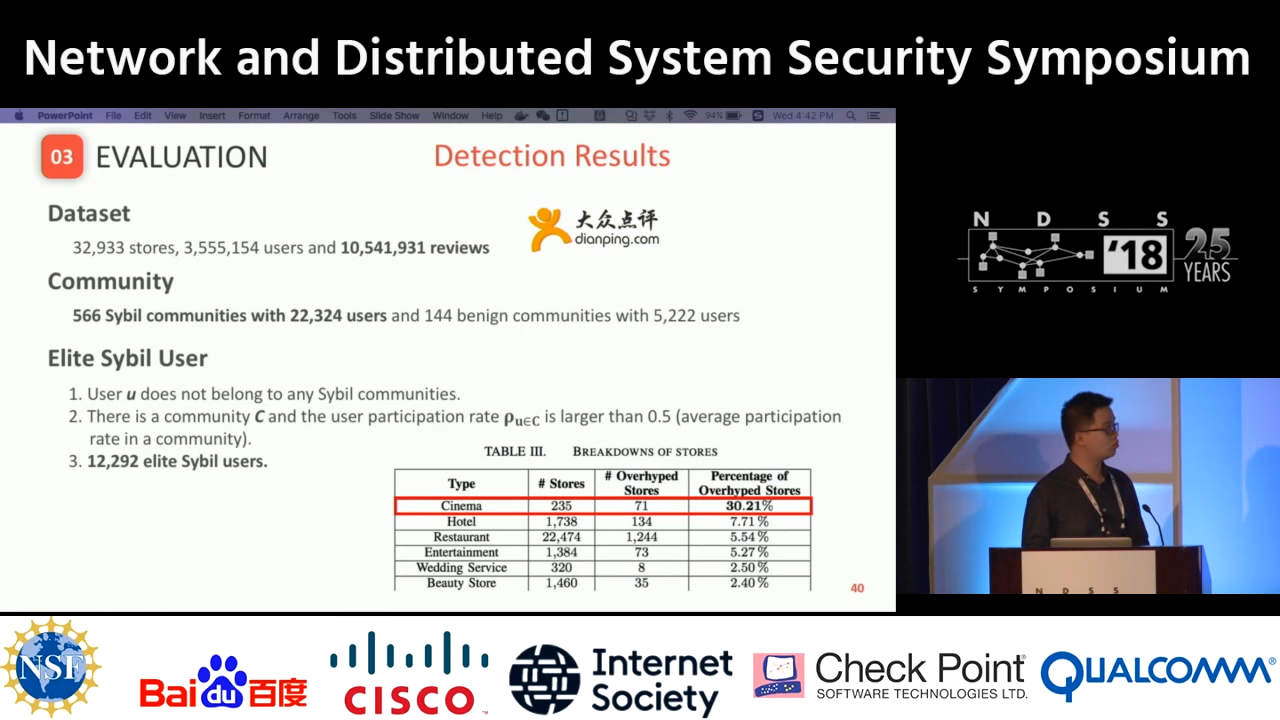 Network and Distributed System Security Symposium
PowerPoint File Edit View Insert Format Arrange Tools Slide Show Window Help 94% Wed 4:42 PM
03 EVALUATION Detection Results
Dataset
大众点评
dianping.com
32,933 stores, 3,555,154 users and 10,541,931 reviews
Community
566 Sybil communities with 22,324 users and 144 benign communities with 5,222 users
Elite Sybil User
1. User u does not belong to any Sybil communities.
2. There is a community C and the user participation rate ρu∈C is larger than 0.5 (average participation
rate in a community).
3. 12,292 elite Sybil users.
TABLE III. BREAKDOWNS OF STORES
Type # Stores # Overhyped Stores Percentage of Overhyped Stores
Cinema 235 71 30.21%
Hotel 1,738 134 7.71%
Restaurant 22,474 1,244 5.54%
Entertainment 1,384 73 5.27%
Wedding Service 320 8 2.50%
Beauty Store 1,460 35 2.40%
40
N D S S
'18
25 YEARS
S Y M P O S I U M
N D S S
NSF
Bai du 百度
CISCO
Internet Society
Check Point
SOFTWARE TECHNOLOGIES LTD.
QUALCOMM